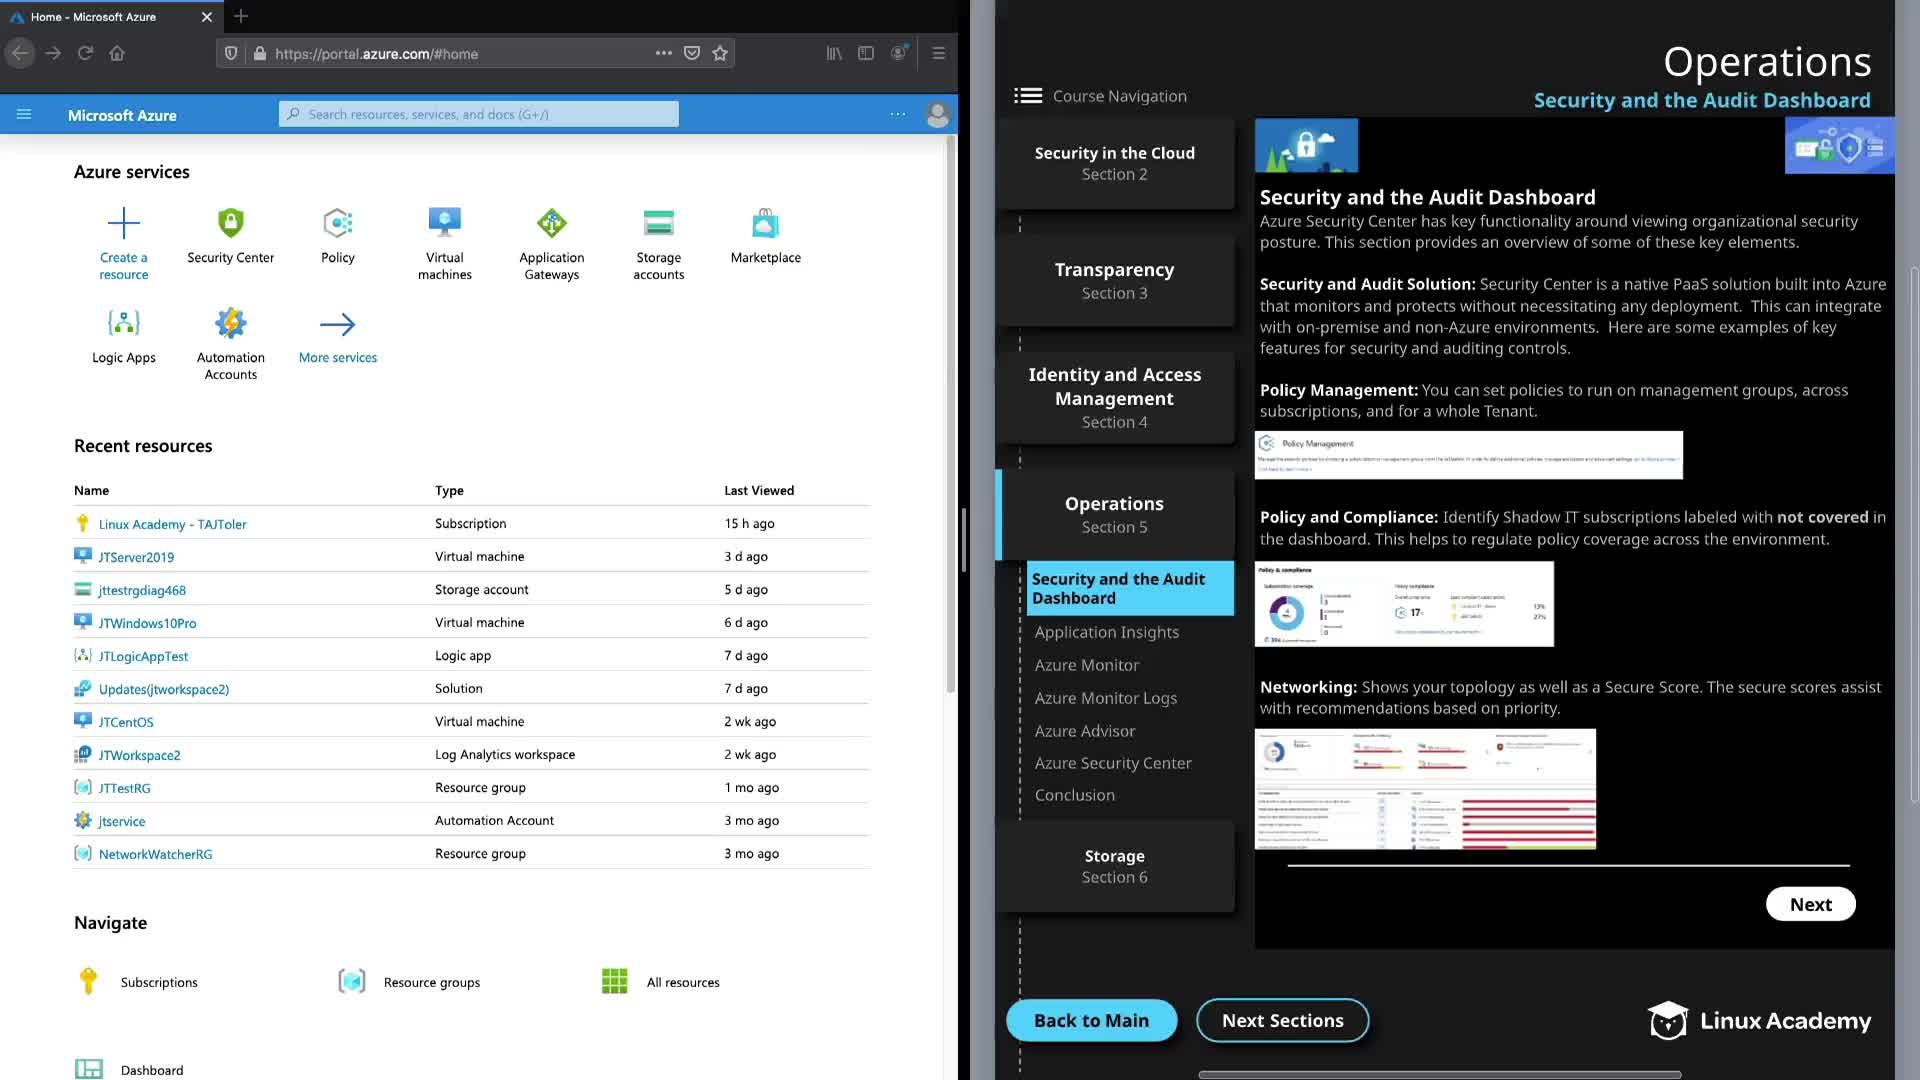 Home - Microsoft Azure
https://portal.azure.com/#home
Microsoft Azure
Search resources, services, and docs (G+/)
Azure services
Create a resource
Security Center
Policy
Virtual machines
Application Gateways
Storage accounts
Marketplace
Logic Apps
Automation Accounts
More services
Recent resources
Name Type Last Viewed
Linux Academy - TAJToler Subscription 15 h ago
JTServer2019 Virtual machine 3 d ago
jttestrgdiag468 Storage account 5 d ago
JTWindows10Pro Virtual machine 6 d ago
JTLogicAppTest Logic app 7 d ago
Updates(jtworkspace2) Solution 7 d ago
JTCentOS Virtual machine 2 wk ago
JTWorkspace2 Log Analytics workspace 2 wk ago
JTTestRG Resource group 1 mo ago
jtservice Automation Account 3 mo ago
NetworkWatcherRG Resource group 3 mo ago
Navigate
Subscriptions
Resource groups
All resources
Dashboard
Operations
Security and the Audit Dashboard
Course Navigation
Security in the Cloud
Section 2
Transparency
Section 3
Identity and Access
Management
Section 4
Operations
Section 5
Security and the Audit
Dashboard
Application Insights
Azure Monitor
Azure Monitor Logs
Azure Advisor
Azure Security Center
Conclusion
Storage
Section 6
Security and the Audit Dashboard
Azure Security Center has key functionality around viewing organizational security
posture. This section provides an overview of some of these key elements.
Security and Audit Solution: Security Center is a native PaaS solution built into Azure
that monitors and protects without necessitating any deployment. This can integrate
with on-premise and non-Azure environments. Here are some examples of key
features for security and auditing controls.
Policy Management: You can set policies to run on management groups, across
subscriptions, and for a whole Tenant.
Policy Management
Policy and Compliance: Identify Shadow IT subscriptions labeled with not covered in
the dashboard. This helps to regulate policy coverage across the environment.
Policy & compliance
Subscription coverage
Policy compliance
17
13%
27%
Networking: Shows your topology as well as a Secure Score. The secure scores assist
with recommendations based on priority.
Next
Back to Main
Next Sections
Linux Academy